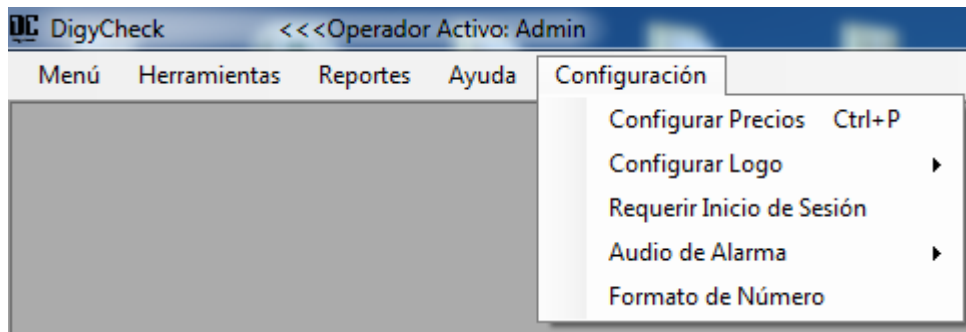 DC DigyCheck <<<Operador Activo: Admin
Menú Herramientas Reportes Ayuda Configuración
Configurar Precios Ctrl+P
Configurar Logo
Requerir Inicio de Sesión
Audio de Alarma
Formato de Número